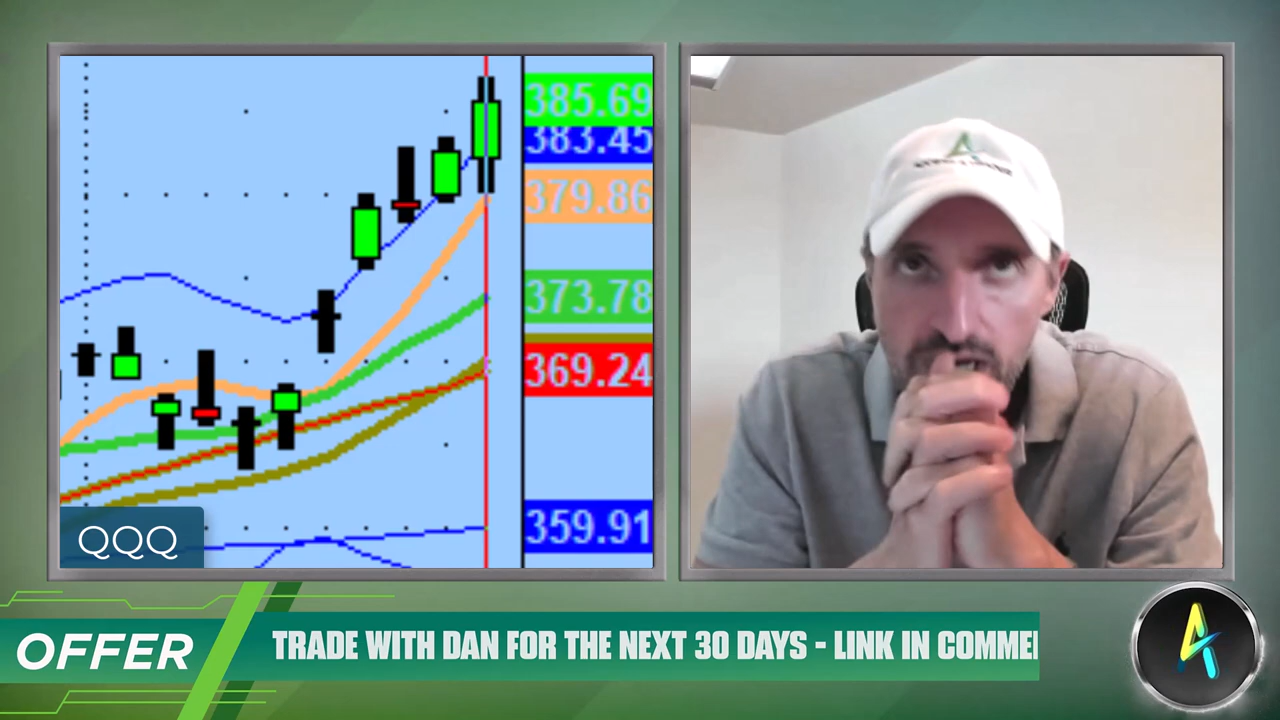 385.69
383.45
379.86
373.78
369.24
359.91
QQQ
OFFER
TRADE WITH DAN FOR THE NEXT 30 DAYS - LINK IN